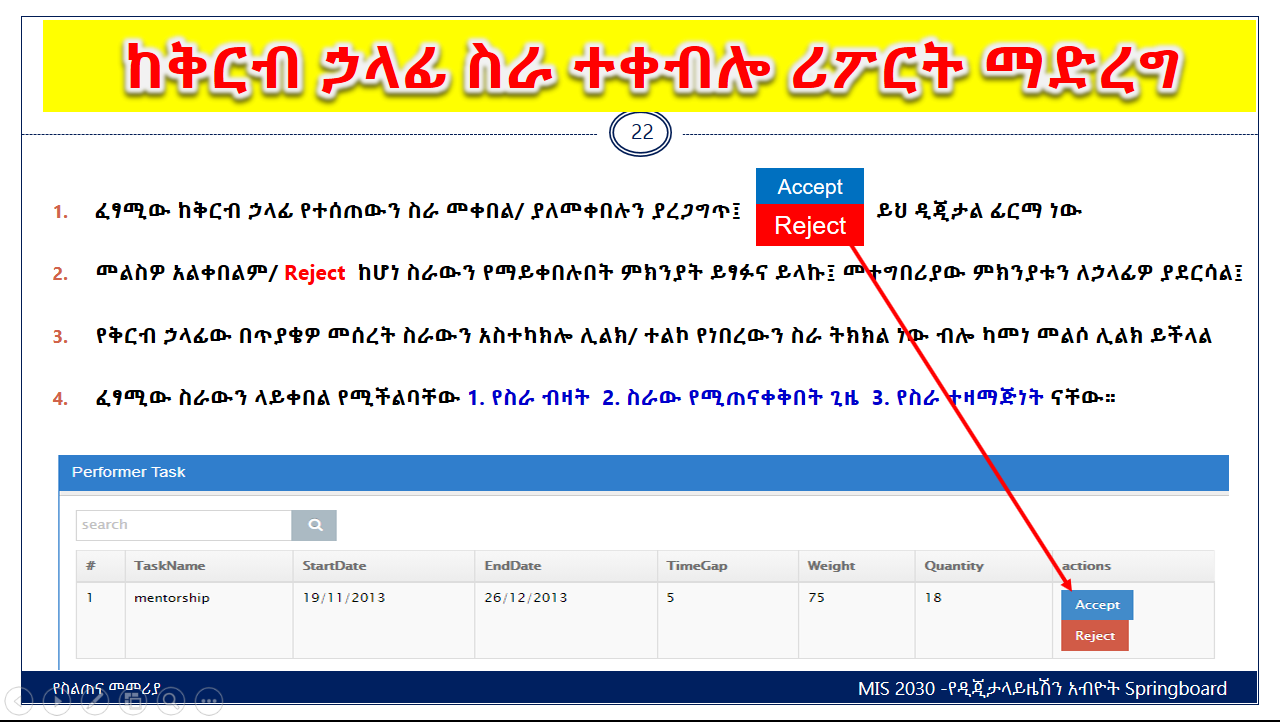 ከቅርብ ኃላፊ ስራ ተቀብሎ ሪፖርት ማድረግ
22
1. ፈፃሚው ከቅርብ ኃላፊ የተሰጠውን ስራ መቀበል/ ያለመቀበሉን ያረጋግጥ፤ Accept Reject ይህ ዲጂታል ፊርማ ነው
2. መልስዎ አልቀበልም/ Reject ከሆነ ስራውን የማይቀበሉበት ምክንያት ይፃፉና ይላኩ፤ መተግበሪያው ምክንያቱን ለኃላፊዎ ያደርሳል፤
3. የቅርብ ኃላፊው በጥያቄዎ መሰረት ስራውን አስተካክሎ ሊልክ/ ተልኮ የነበረውን ስራ ትክክል ነው ብሎ ካመነ መልሶ ሊልክ ይችላል
4. ፈፃሚው ስራውን ላይቀበል የሚችልባቸው 1. የስራ ብዛት 2. ስራው የሚጠናቀቅበት ጊዜ 3. የስራ ተዛማጅነት ናቸው።
Performer Task
search
# TaskName StartDate EndDate TimeGap Weight Quantity actions
1 mentorship 19/11/2013 26/12/2013 5 75 18 Accept
Reject
የስልጠና መመሪያ MIS 2030 -የዲጂታላይዜሽን አብዮት Springboard